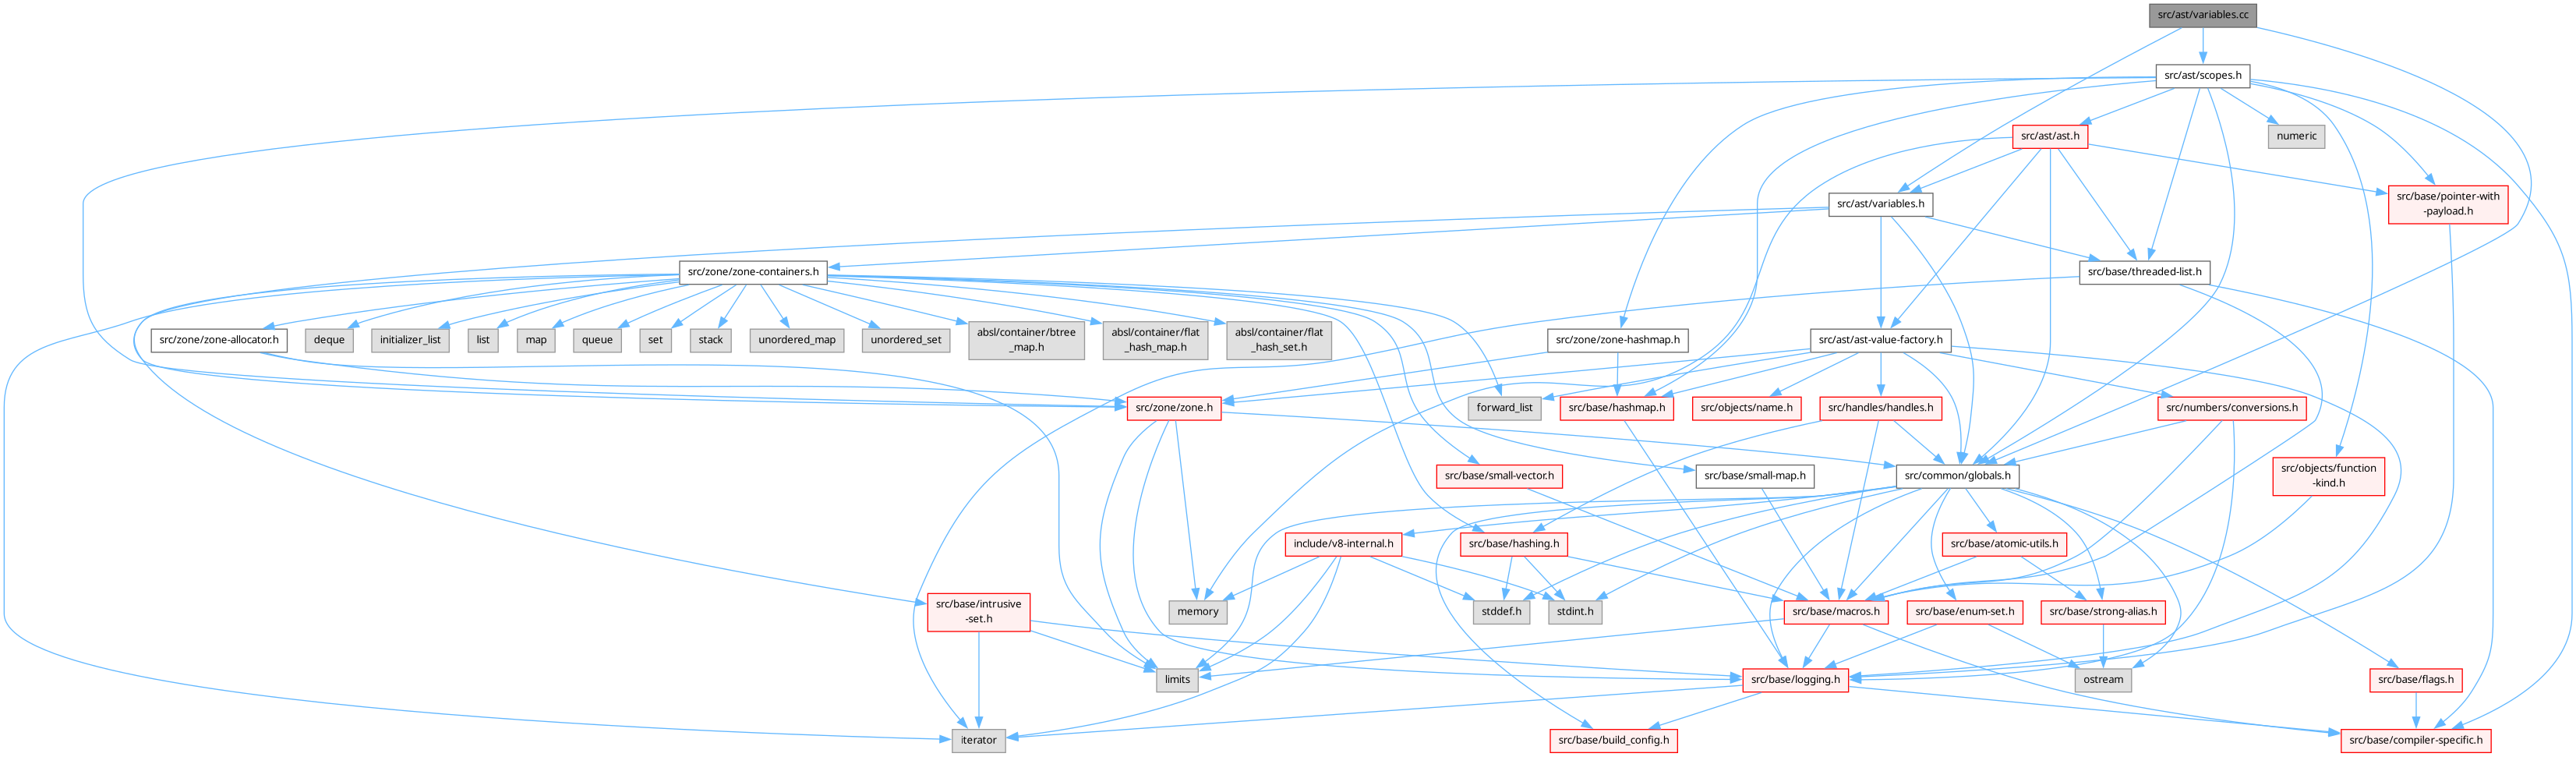 src/ast/variables.cc
src/ast/scopes.h
src/ast/ast.h
numeric
src/ast/variables.h
src/base/pointer-with
-payload.h
src/zone/zone-containers.h
src/base/threaded-list.h
src/zone/zone-allocator.h
deque
initializer_list
list
map
queue
set
stack
unordered_map
unordered_set
absl/container/btree
_map.h
absl/container/flat
_hash_map.h
absl/container/flat
_hash_set.h
src/zone/zone-hashmap.h
src/ast/ast-value-factory.h
src/zone/zone.h
forward_list
src/base/hashmap.h
src/objects/name.h
src/handles/handles.h
src/numbers/conversions.h
src/base/small-vector.h
src/base/small-map.h
src/common/globals.h
src/objects/function
-kind.h
include/v8-internal.h
src/base/hashing.h
src/base/atomic-utils.h
src/base/intrusive
-set.h
memory
stddef.h
stdint.h
src/base/macros.h
src/base/enum-set.h
src/base/strong-alias.h
limits
src/base/logging.h
ostream
src/base/flags.h
iterator
src/base/build_config.h
src/base/compiler-specific.h